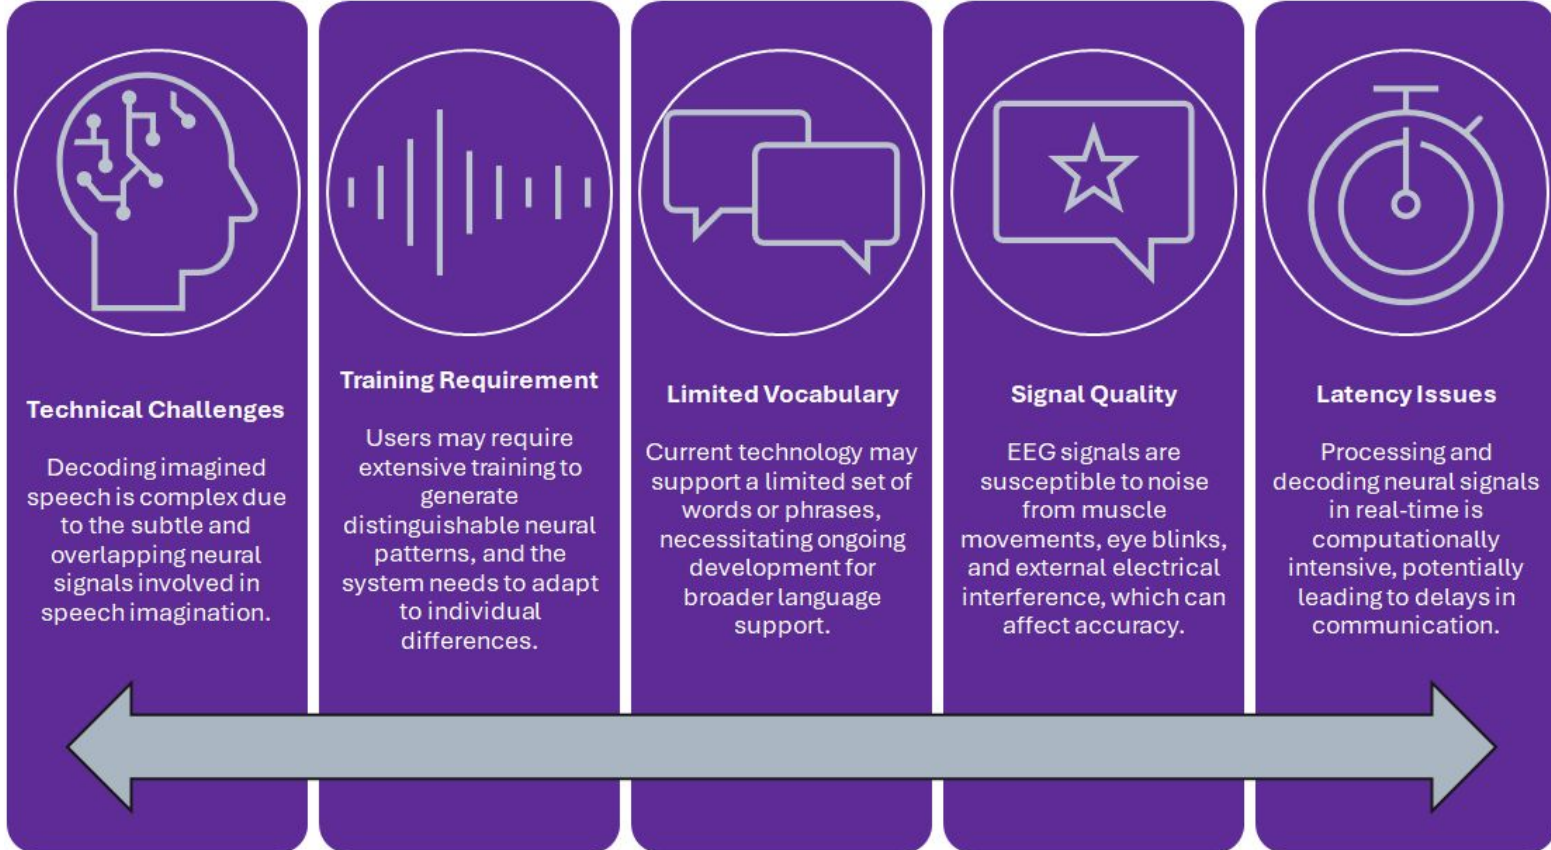 Technical Challenges
Decoding imagined
speech is complex due
to the subtle and
overlapping neural
signals involved in
speech imagination.
Training Requirement
Users may require
extensive training to
generate
distinguishable neural
patterns, and the
system needs to adapt
to individual
differences.
Limited Vocabulary
Current technology may
support a limited set of
words or phrases,
necessitating ongoing
development for
broader language
support.
Signal Quality
EEG signals are
susceptible to noise
from muscle
movements, eye blinks,
and external electrical
interference, which can
affect accuracy.
Latency Issues
Processing and
decoding neural signals
in real-time is
computationally
intensive, potentially
leading to delays in
communication.